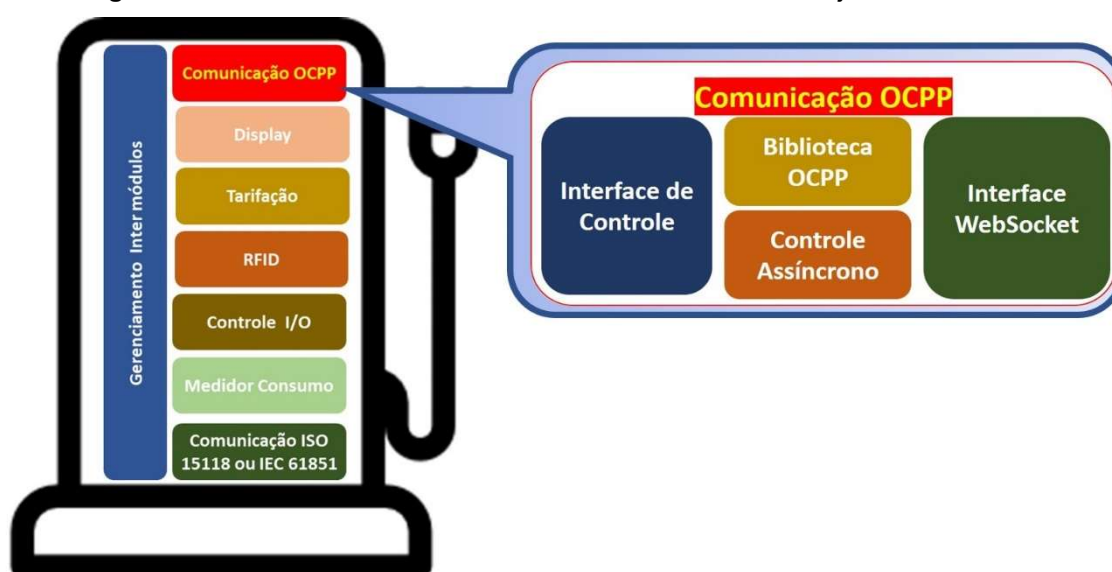 Gerenciamento Inter módulos
Comunicação OCPP
Display
Tarifação
RFID
Controle I/O
Medidor Consumo
Comunicação ISO
15118 ou IEC 61851
Comunicação OCPP
Interface de
Controle
Biblioteca
OCPP
Controle
Assíncrono
Interface
WebSocket